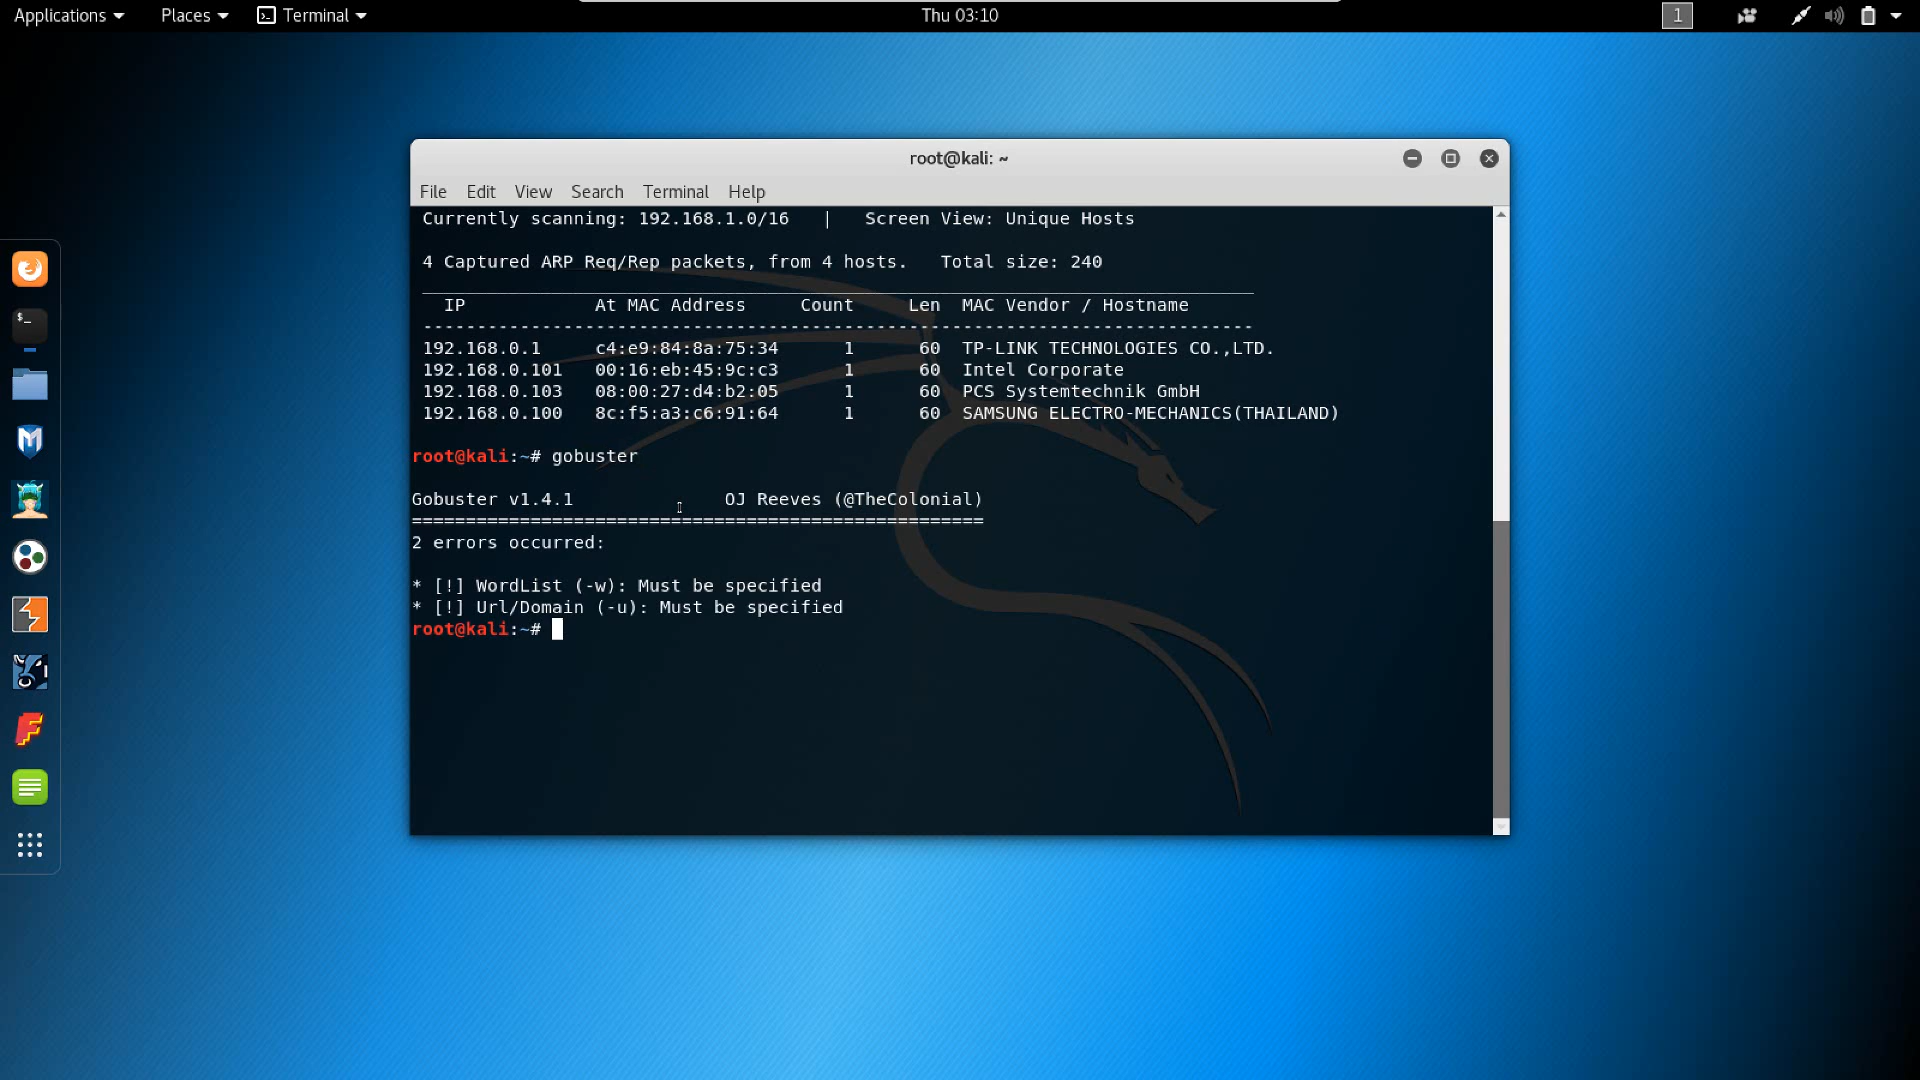 Applications Places Terminal Thu 03:10 1
root@kali: ~
File Edit View Search Terminal Help
Currently scanning: 192.168.1.0/16 | Screen View: Unique Hosts
4 Captured ARP Req/Rep packets, from 4 hosts. Total size: 240
_____________________________________________________________________________
IP At MAC Address Count Len MAC Vendor / Hostname
-----------------------------------------------------------------------------
192.168.0.1 c4:e9:84:8a:75:34 1 60 TP-LINK TECHNOLOGIES CO.,LTD.
192.168.0.101 00:16:eb:45:9c:c3 1 60 Intel Corporate
192.168.0.103 08:00:27:d4:b2:05 1 60 PCS Systemtechnik GmbH
192.168.0.100 8c:f5:a3:c6:91:64 1 60 SAMSUNG ELECTRO-MECHANICS(THAILAND)
root@kali:~# gobuster
Gobuster v1.4.1 OJ Reeves (@TheColonial)
=====================================================
2 errors occurred:
* [!] WordList (-w): Must be specified
* [!] Url/Domain (-u): Must be specified
root@kali:~#